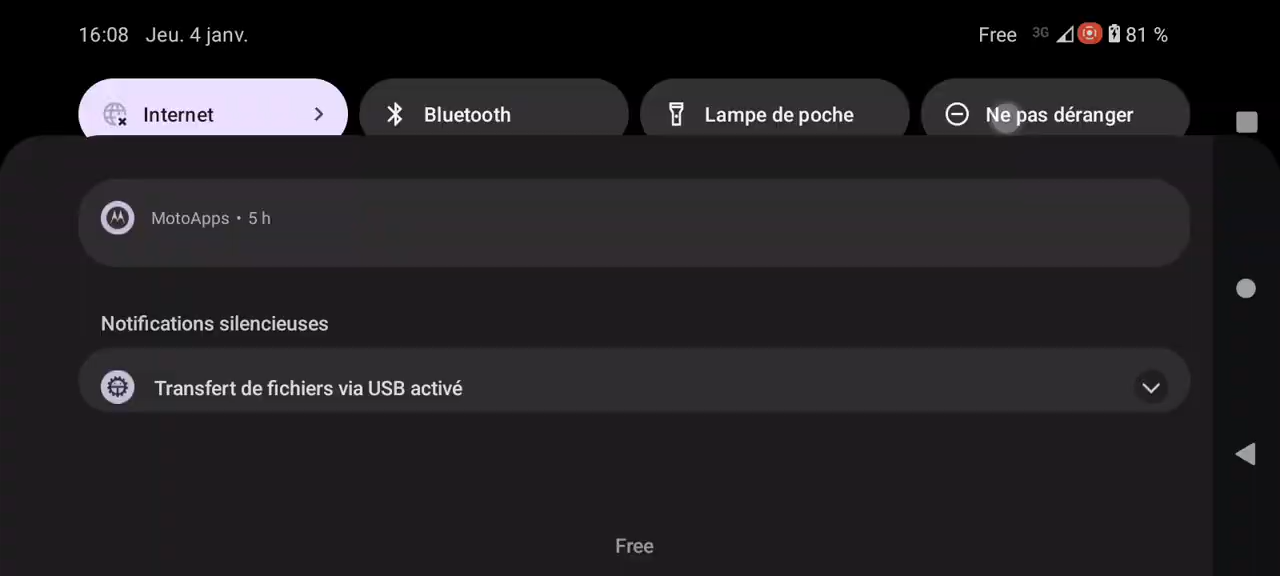 16:08 Jeu. 4 janv. Free 3G 81 %
Internet Bluetooth Lampe de poche Ne pas déranger
MotoApps • 5 h
Notifications silencieuses
Transfert de fichiers via USB activé
Free